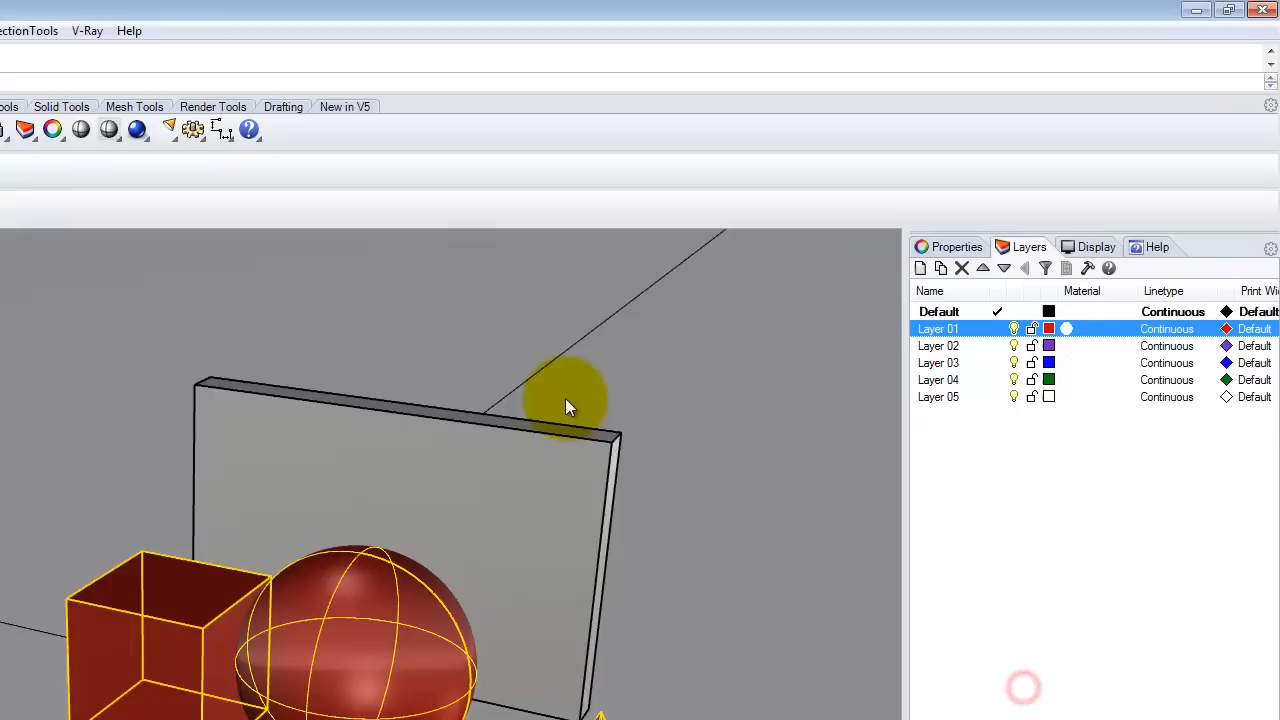 ectionTools V-Ray Help
ools Solid Tools Mesh Tools Render Tools Drafting New in V5
Properties Layers Display Help
Name Material Linetype Print Wi
Default Continuous Default
Layer 01 Continuous Default
Layer 02 Continuous Default
Layer 03 Continuous Default
Layer 04 Continuous Default
Layer 05 Continuous Default